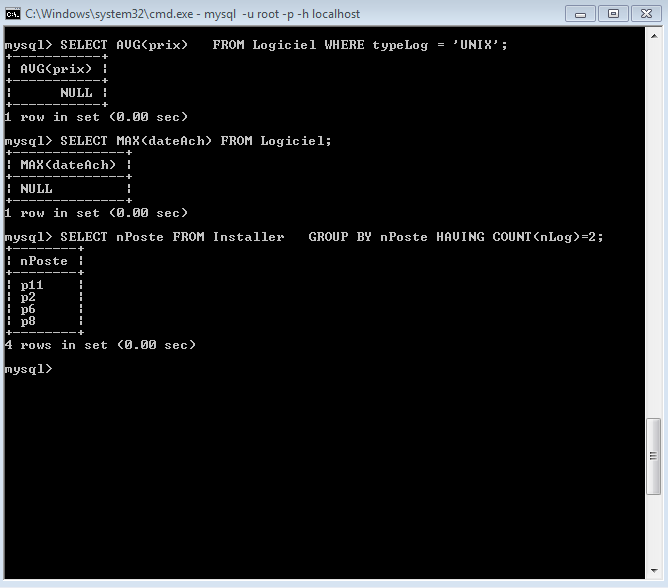 C:\Windows\system32\cmd.exe - mysql -u root -p -h localhost
mysql> SELECT AVG(prix)   FROM Logiciel WHERE typeLog = 'UNIX';
+-----------+
¦ AVG(prix) ¦
+-----------+
¦      NULL ¦
+-----------+
1 row in set (0.00 sec)
mysql> SELECT MAX(dateAch) FROM Logiciel;
+--------------+
¦ MAX(dateAch) ¦
+--------------+
¦ NULL         ¦
+--------------+
1 row in set (0.00 sec)
mysql> SELECT nPoste FROM Installer   GROUP BY nPoste HAVING COUNT(nLog)=2;
+--------+
¦ nPoste ¦
+--------+
¦ p11    ¦
¦ p2     ¦
¦ p6     ¦
¦ p8     ¦
+--------+
4 rows in set (0.00 sec)
mysql>